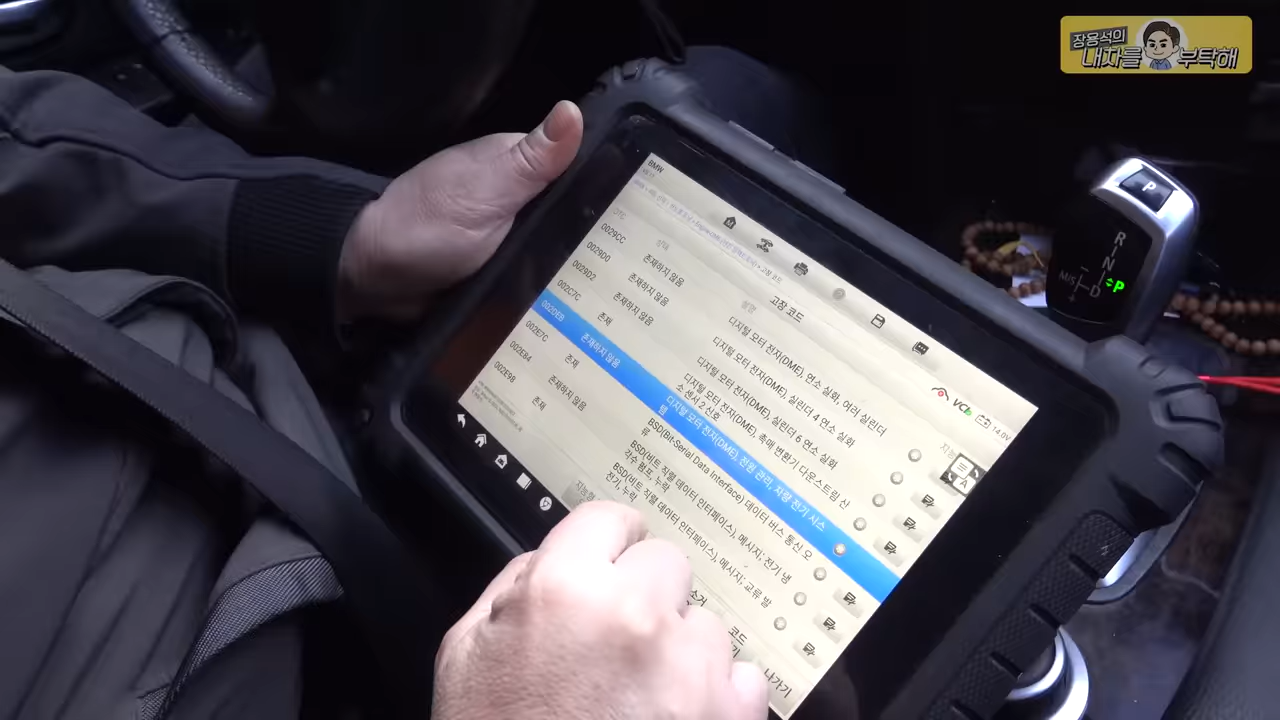 장용석의
내차를 부탁해
BMW
VCI
14.0V
고장 코드
DTC
상태
설명
0029CC
존재하지 않음
디지털 모터 전자(DME), 연소 실화, 여러 실린더
0029D0
존재하지 않음
디지털 모터 전자(DME), 실린더 4 연소 실화
0029D2
존재하지 않음
디지털 모터 전자(DME), 실린더 6 연소 실화
002C7C
존재
디지털 모터 전자(DME), 촉매 변환기 다운스트림 산
소 센서 2 신호
002DEB
존재하지 않음
디지털 모터 전자(DME), 전원 관리, 차량 전기 시스
템
002E7C
존재
BSD(Bit-Serial Data Interface) 데이터 버스 통신 오
류
002E84
존재하지 않음
BSD(비트 직렬 데이터 인터페이스), 메시지; 전기 냉
각수 펌프, 누락
002E98
존재
BSD(비트 직렬 데이터 인터페이스), 메시지; 교류 발
전기, 누락
나가기
P
R
N
D
P
M/S